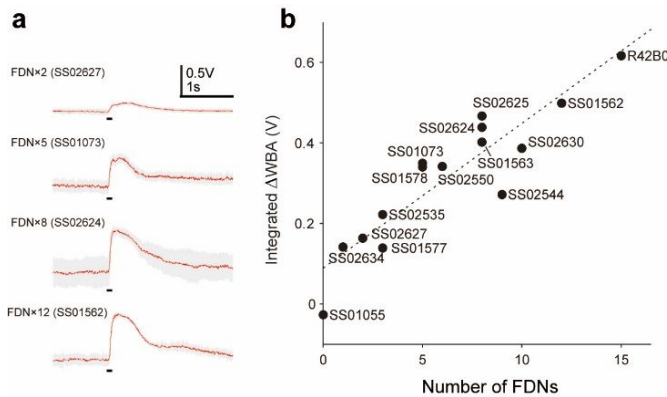 a
FDN×2 (SS02627)
0.5V
1s
FDN×5 (SS01073)
FDN×8 (SS02624)
FDN×12 (SS01562)
b
Integrated ΔWBA (V)
0.6
0.4
0.2
0
R42B0
SS02625
SS01562
SS02624
SS01073
SS02630
SS01563
SS01578
SS02550
SS02544
SS02535
SS02627
SS01577
SS02634
SS01055
0
5
10
15
Number of FDNs